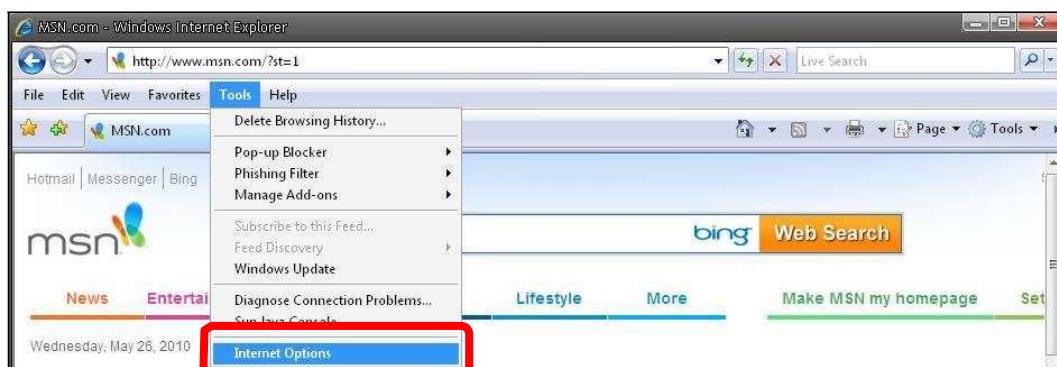 MSN.com - Windows Internet Explorer
http://www.msn.com/?st=1
Live Search
File Edit View Favorites Tools Help
MSN.com
Page Tools
Delete Browsing History...
Pop-up Blocker
Phishing Filter
Manage Add-ons
Subscribe to this Feed...
Feed Discovery
Windows Update
Diagnose Connection Problems...
Sun Java Console
Internet Options
Hotmail Messenger Bing
msn
bing Web Search
News Entertai Lifestyle More Make MSN my homepage Set
Wednesday, May 26, 2010